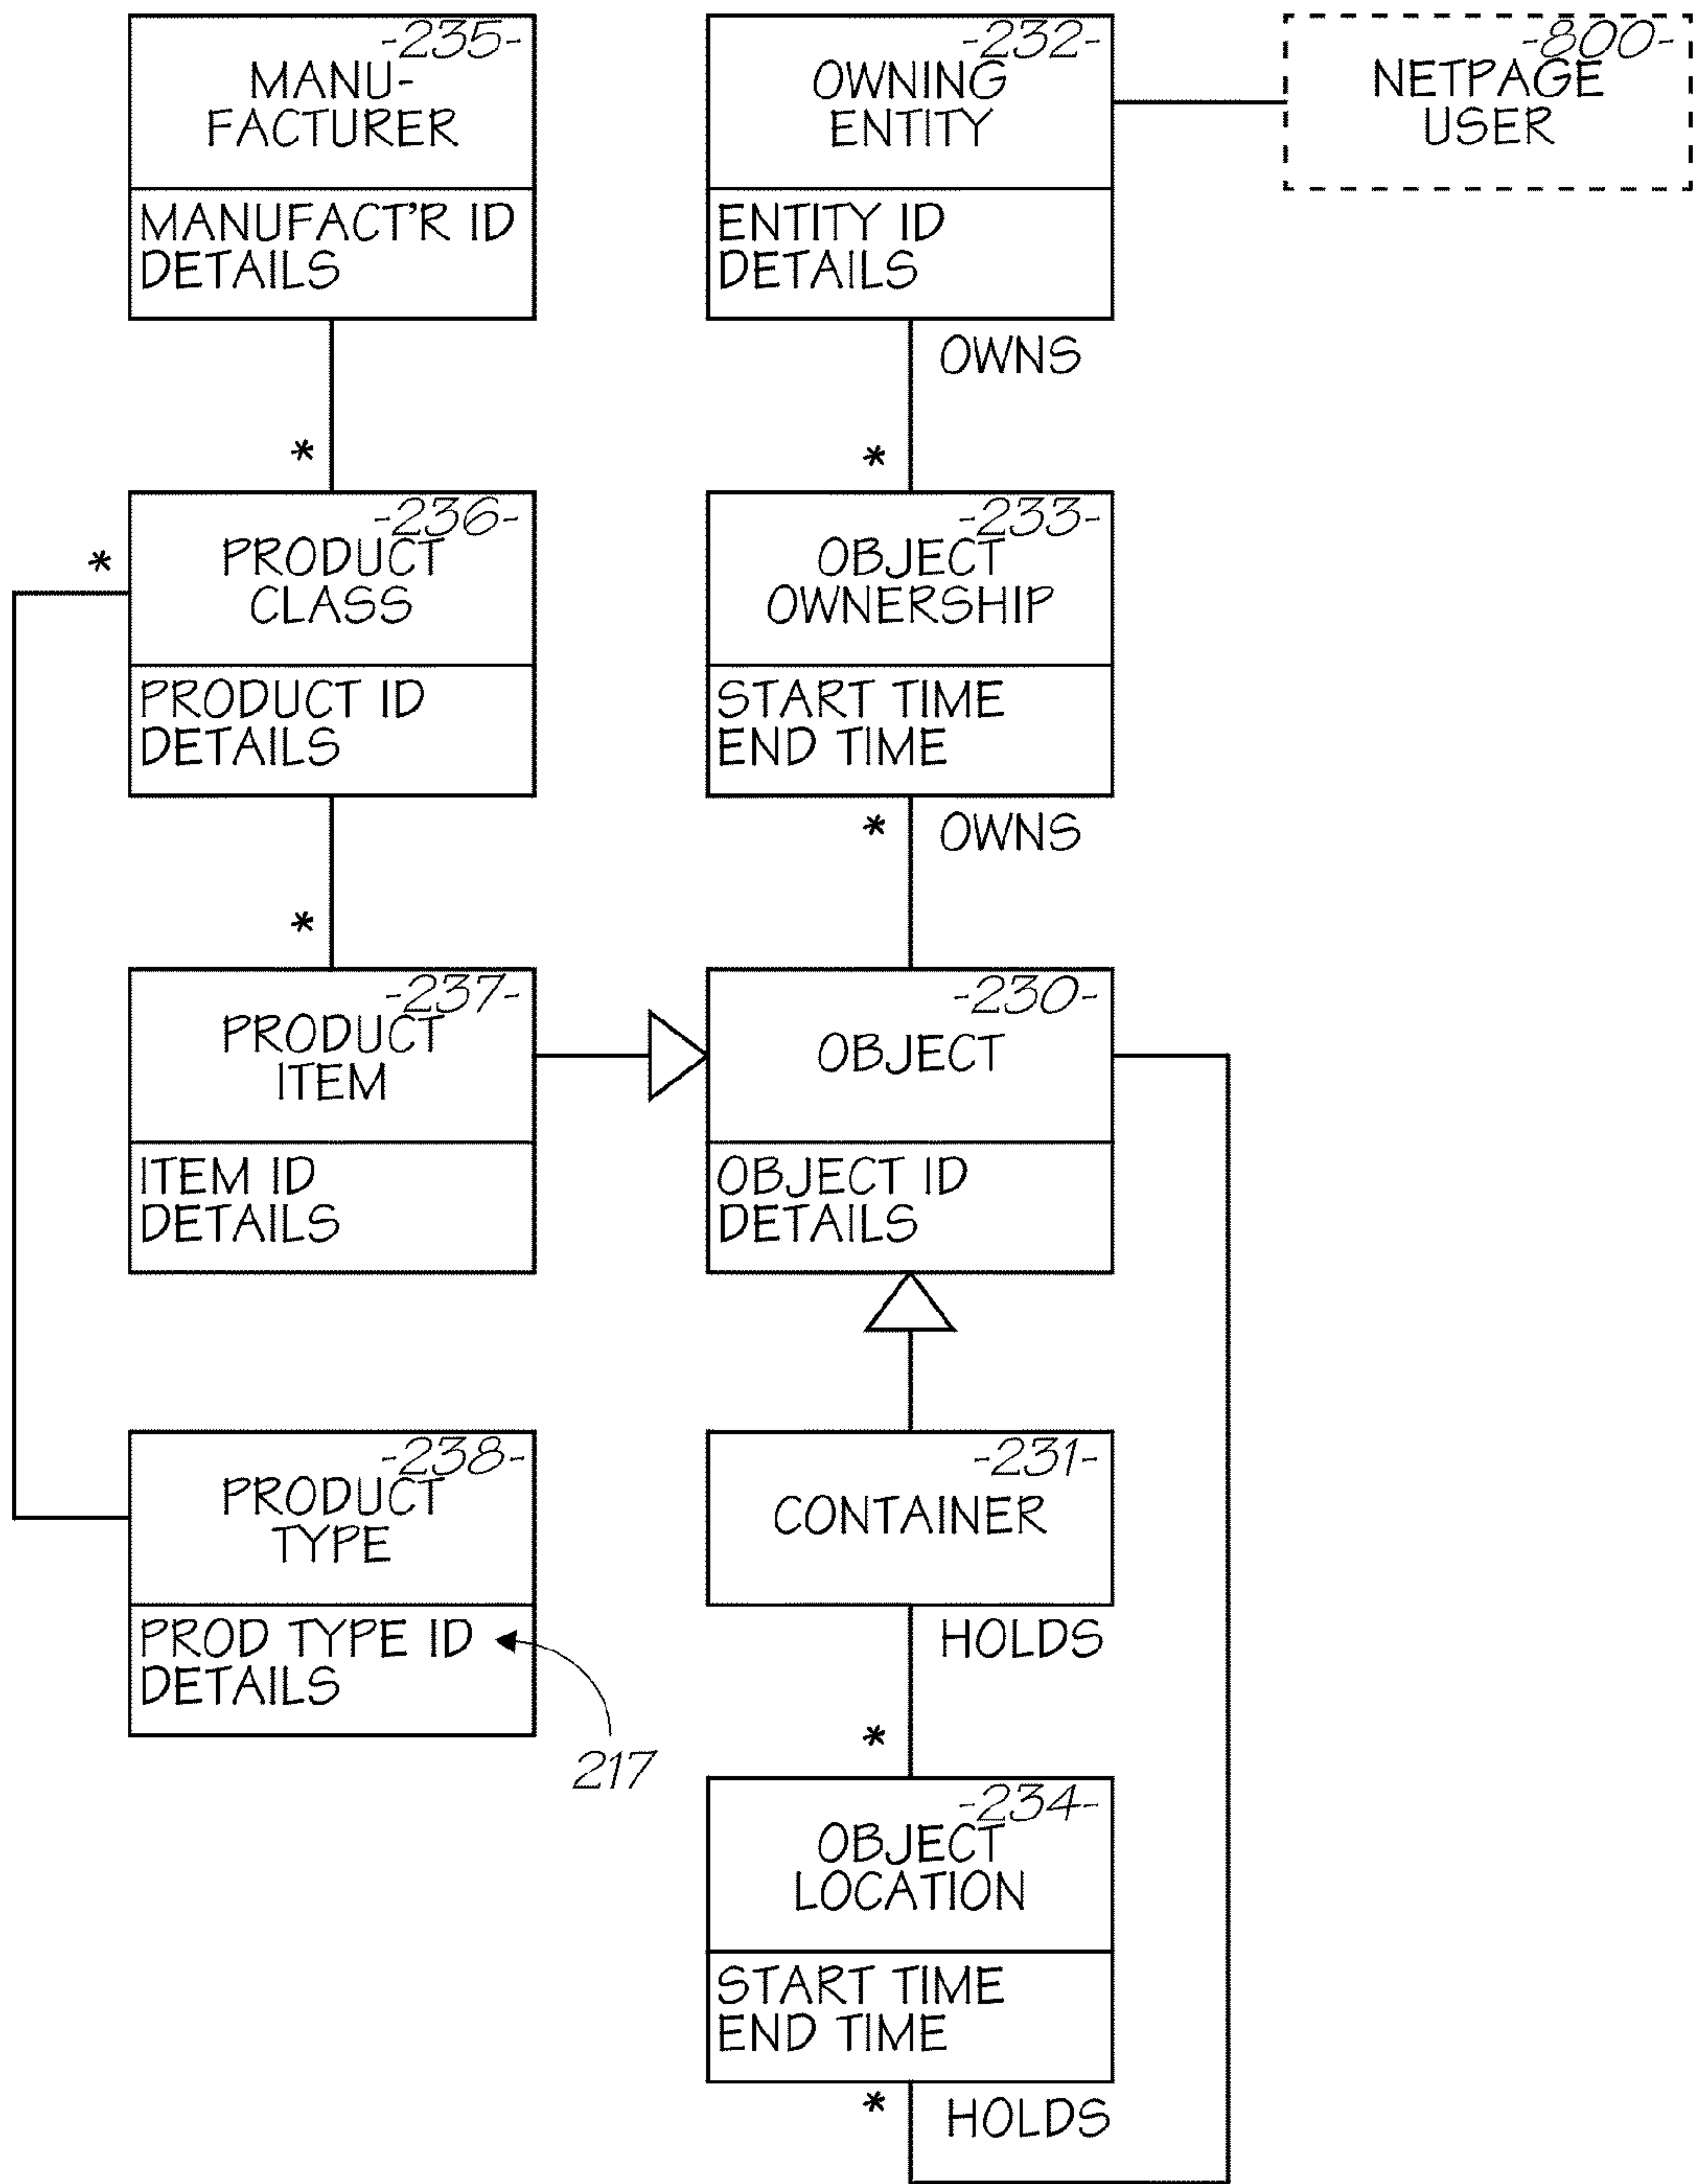 -235-
MANU-
FACTURER
MANUFACT'R ID
DETAILS
-232-
OWNING
ENTITY
ENTITY ID
DETAILS
-800-
NETPAGE
USER
OWNS
*
*
-236-
PRODUCT
CLASS
PRODUCT ID
DETAILS
*
-233-
OBJECT
OWNERSHIP
START TIME
END TIME
* OWNS
*
-237-
PRODUCT
ITEM
ITEM ID
DETAILS
-230-
OBJECT
OBJECT ID
DETAILS
-238-
PRODUCT
TYPE
PROD TYPE ID
DETAILS
217
-231-
CONTAINER
HOLDS
*
-234-
OBJECT
LOCATION
START TIME
END TIME
* HOLDS